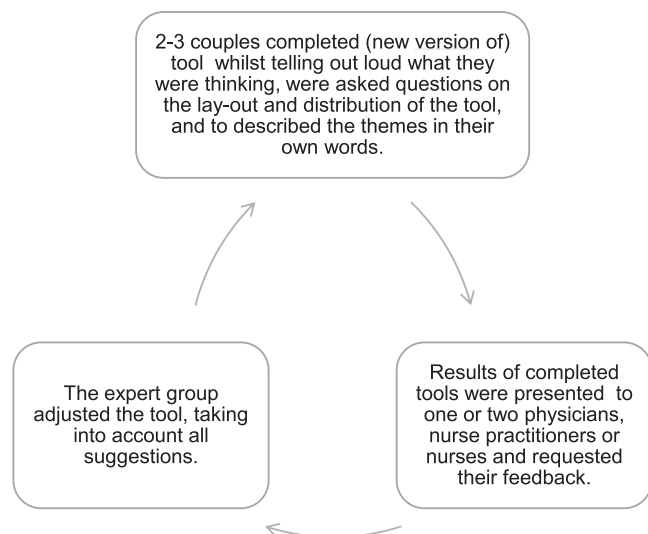 2-3 couples completed (new version of)
tool whilst telling out loud what they
were thinking, were asked questions on
the lay-out and distribution of the tool,
and to described the themes in their
own words.
Results of completed
tools were presented to
one or two physicians,
nurse practitioners or
nurses and requested
their feedback.
The expert group
adjusted the tool, taking
into account all
suggestions.